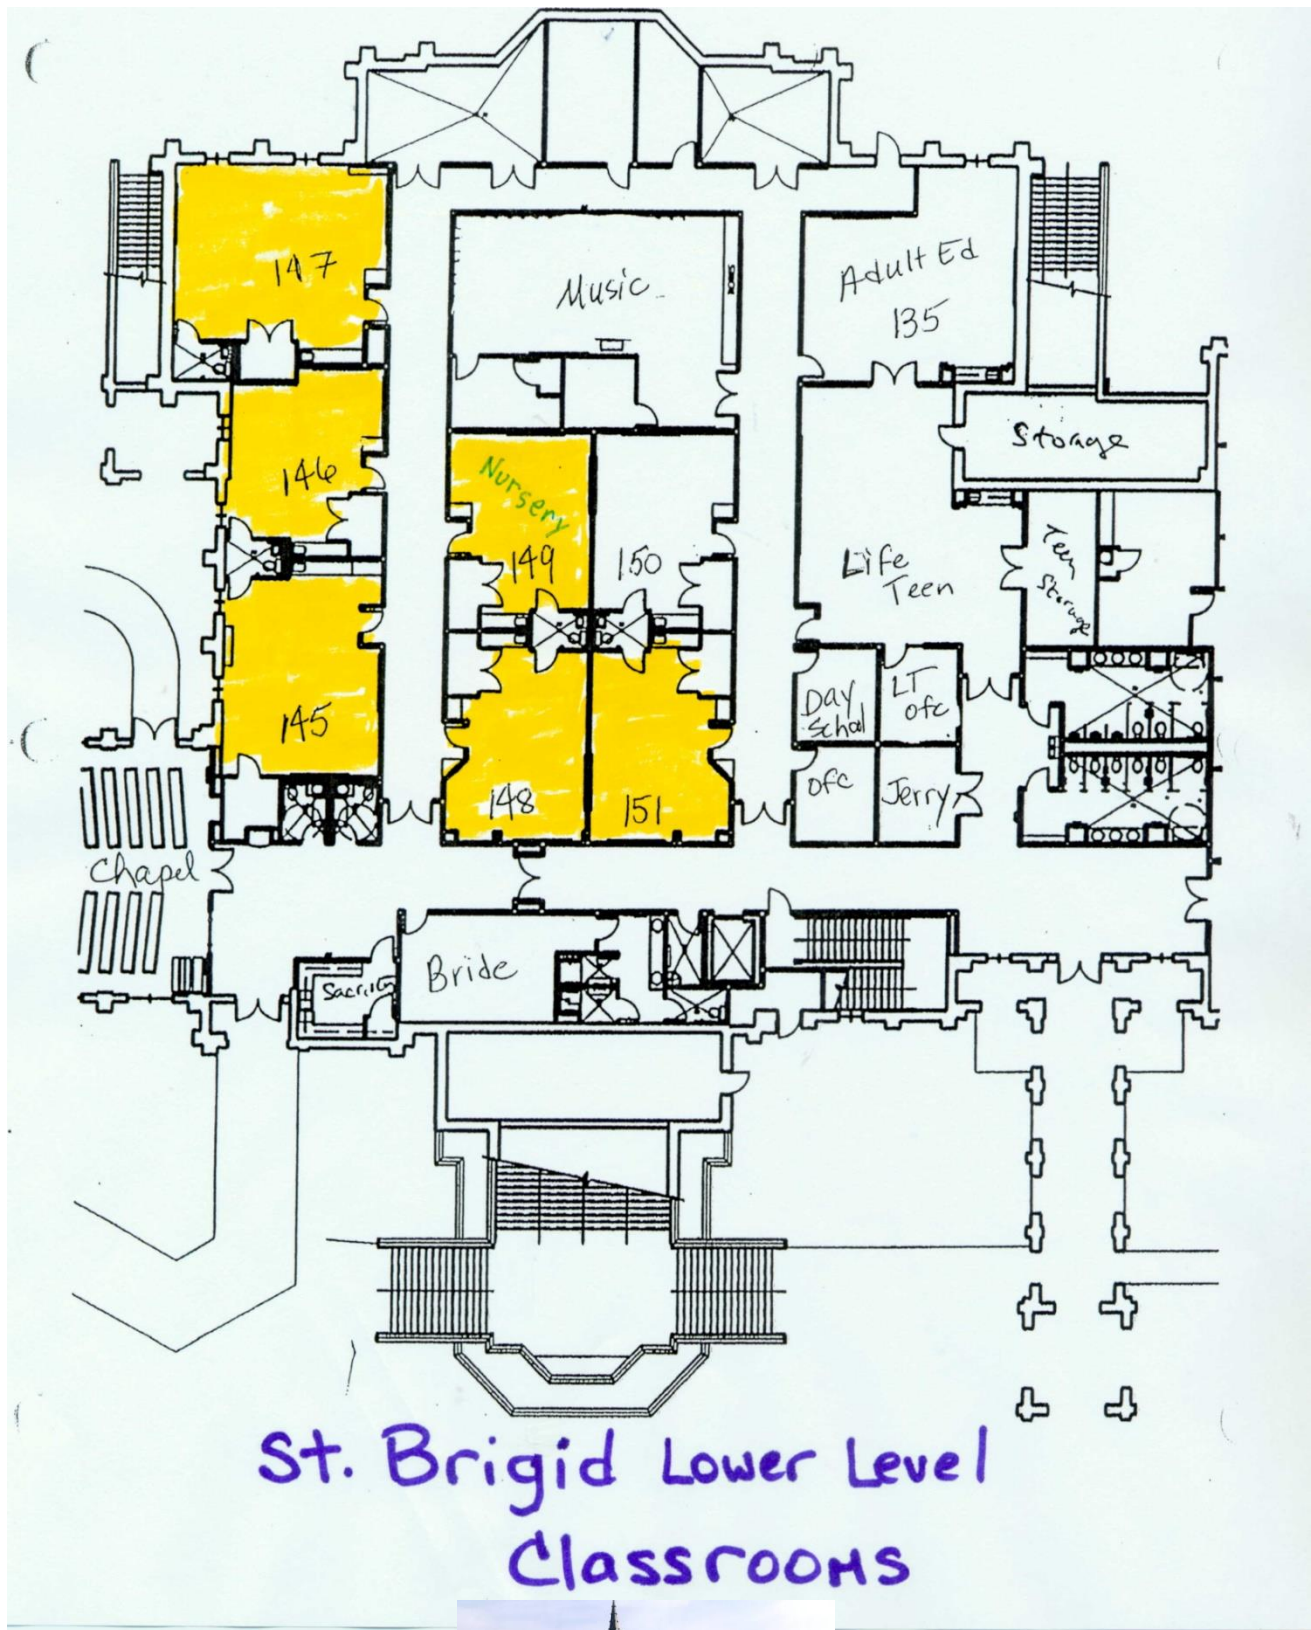 147
Music
Adult Ed
135
146
Storage
Nursery
149
150
Life
Teen
Teen
Storage
145
Day
Schol
LT
ofc
148
151
ofc
Jerry
Chapel
Bride
St. Brigid Lower Level
Classrooms